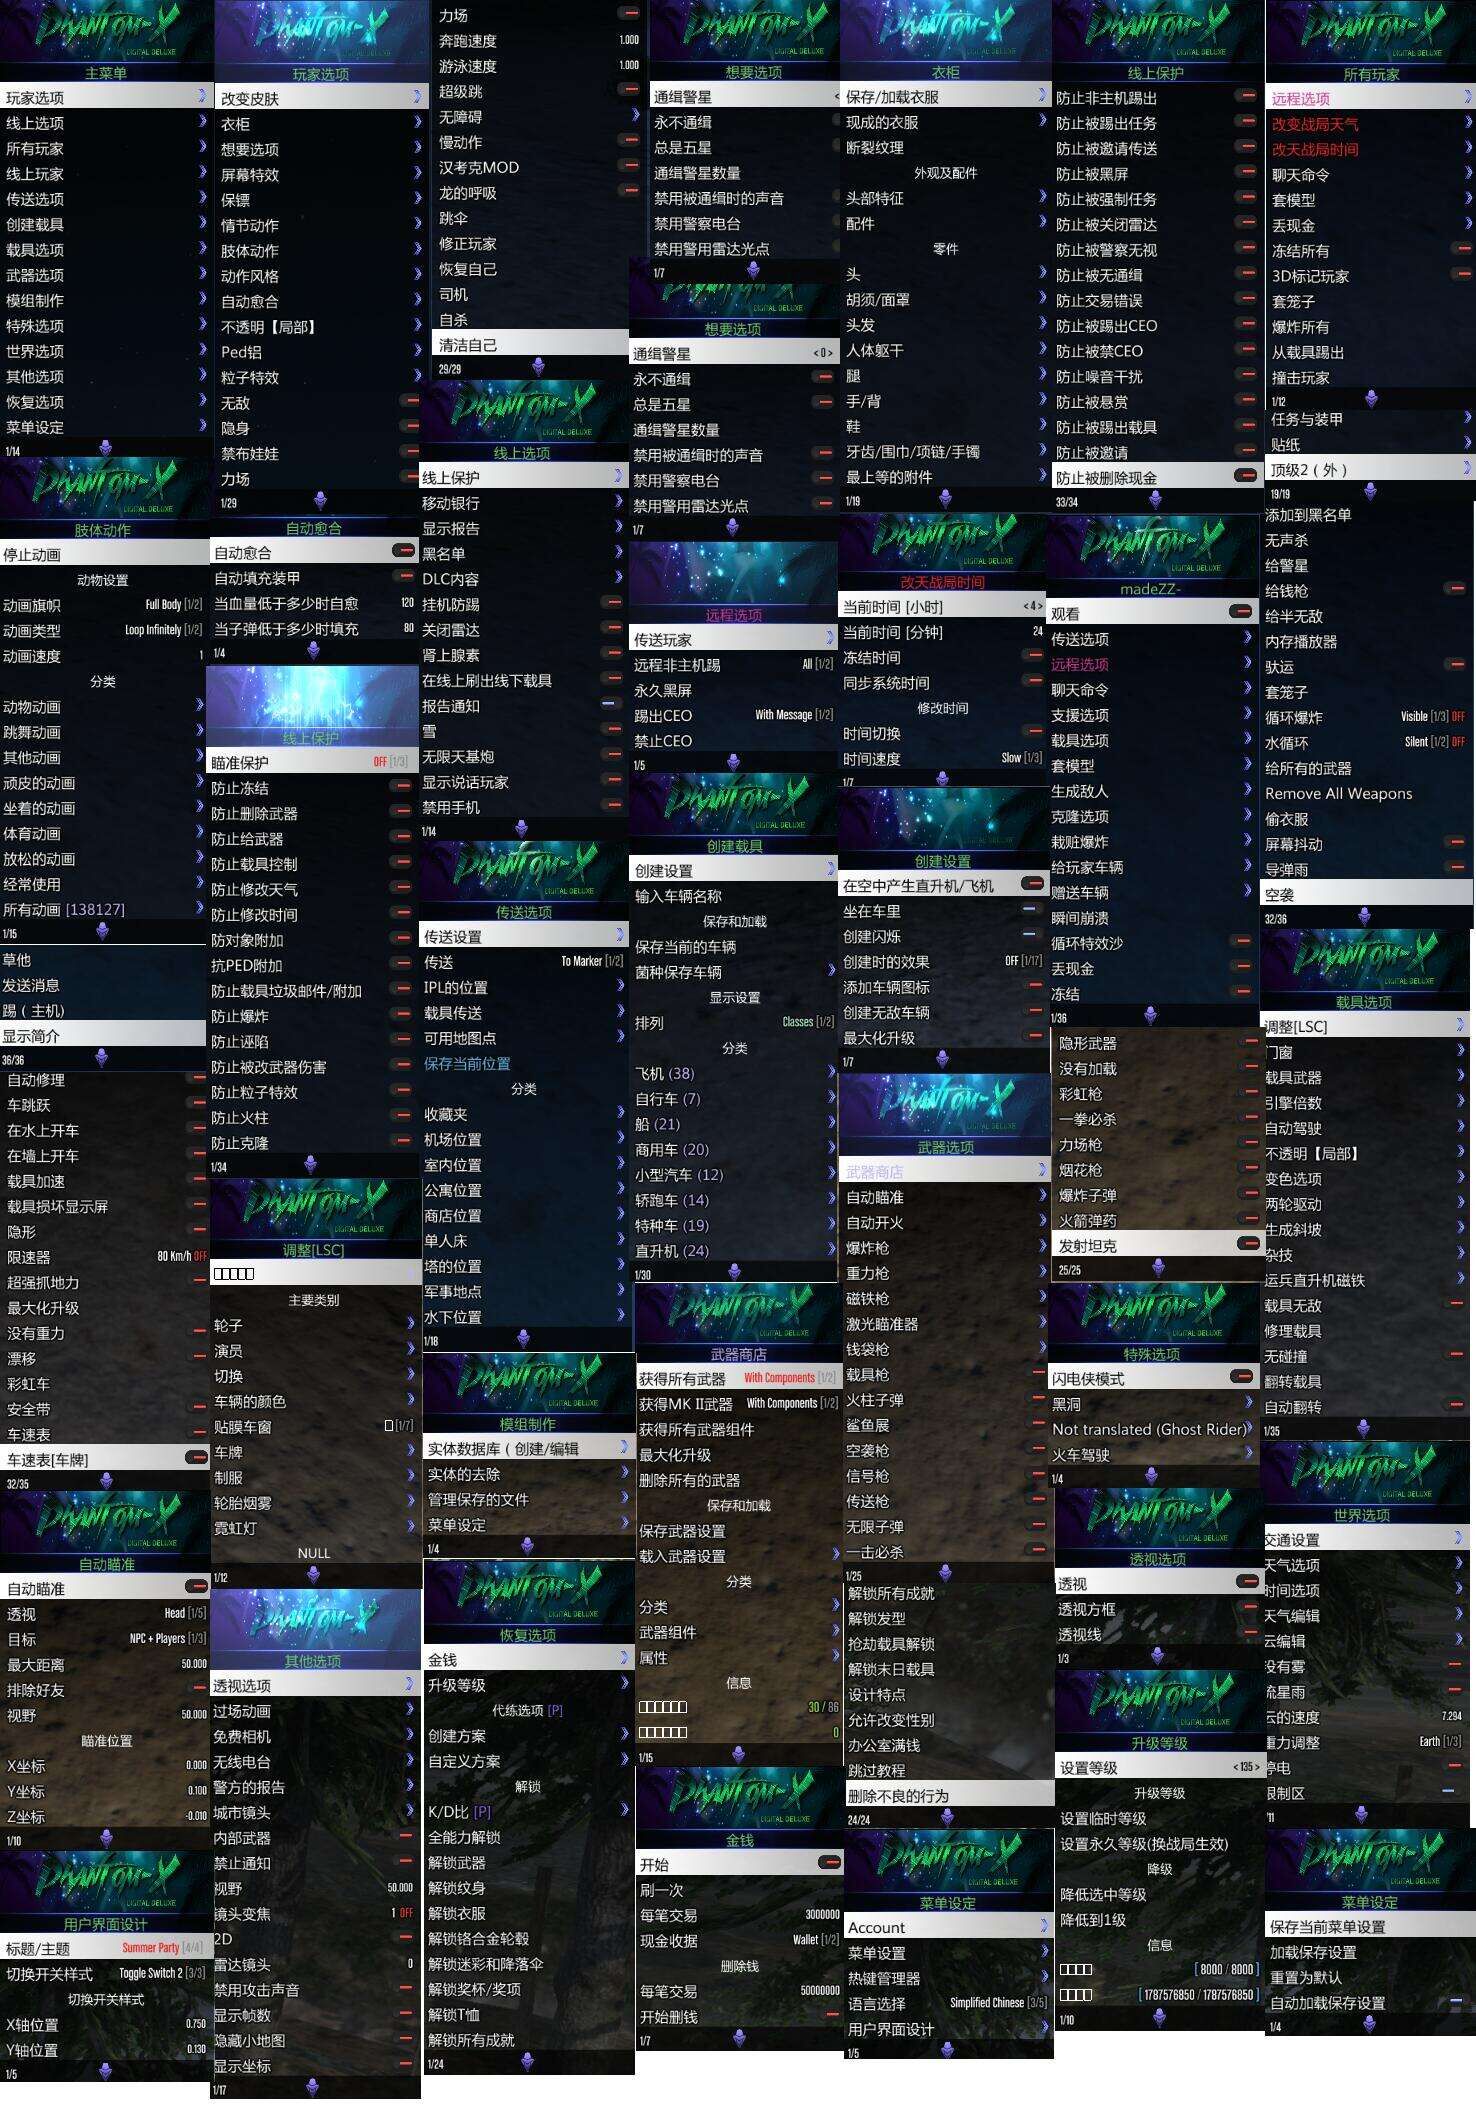 PHANTOM-X
DIGITAL DELUXE
主菜单
玩家选项
线上选项
所有玩家
线上玩家
传送选项
创建载具
载具选项
武器选项
模组制作
特殊选项
世界选项
其他选项
恢复选项
菜单设定
1/14
PHANTOM-X
DIGITAL DELUXE
肢体动作
停止动画
动物设置
动画旗帜 Full Body [1/2]
动画类型 Loop Infinitely [1/2]
动画速度 1
分类
动物动画
跳舞动画
其他动画
顽皮的动画
坐着的动画
体育动画
放松的动画
经常使用
所有动画 [138127]
1/15
草他
发送消息
踢（主机）
显示简介
36/36
自动修理
车跳跃
在水上开车
在墙上开车
载具加速
载具损坏显示屏
隐形
限速器 80 Km/h OFF
超强抓地力
最大化升级
没有重力
漂移
彩虹车
安全带
车速表
车速表[车牌]
32/35
PHANTOM-X
DIGITAL DELUXE
自动瞄准
自动瞄准
透视 Head [1/5]
目标 NPC + Players [1/3]
最大距离 50.000
排除好友
视野 50.000
瞄准位置
X坐标 0.000
Y坐标 0.100
Z坐标 -0.010
1/10
PHANTOM-X
DIGITAL DELUXE
用户界面设计
标题/主题 Summer Party [4/4]
切换开关样式 Toggle Switch 2 [3/3]
切换开关样式
X轴位置 0.750
Y轴位置 0.130
1/5
PHANTOM-X
DIGITAL DELUXE
玩家选项
改变皮肤
衣柜
想要选项
屏幕特效
保镖
情节动作
肢体动作
动作风格
自动愈合
不透明【局部】
Ped铝
粒子特效
无敌
隐身
禁布娃娃
力场
1/29
自动愈合
自动愈合
自动填充装甲
当血量低于多少时自愈 120
当子弹低于多少时填充 80
1/4
线上保护
瞄准保护 OFF [1/3]
防止冻结
防止删除武器
防止给武器
防止载具控制
防止修改天气
防止修改时间
防对象附加
抗PED附加
防止载具垃圾邮件/附加
防止爆炸
防止诬陷
防止被改武器伤害
防止粒子特效
防止火柱
防止克隆
1/34
PHANTOM-X
DIGITAL DELUXE
调整[LSC]
主要类别
轮子
演员
切换
车辆的颜色
贴膜车窗 [1/7]
车牌
制服
轮胎烟雾
霓虹灯
NULL
1/12
PHANTOM-X
DIGITAL DELUXE
其他选项
透视选项
过场动画
免费相机
无线电台
警方的报告
城市镜头
内部武器
禁止通知
视野 50.000
镜头变焦 1 OFF
2D
雷达镜头 0
禁用攻击声音
显示帧数
隐藏小地图
显示坐标
1/17
力场
奔跑速度 1.000
游泳速度 1.000
超级跳
无障碍
慢动作
汉考克MOD
龙的呼吸
跳伞
修正玩家
恢复自己
司机
自杀
清洁自己
29/29
PHANTOM-X
DIGITAL DELUXE
线上选项
线上保护
移动银行
显示报告
黑名单
DLC内容
挂机防踢
关闭雷达
肾上腺素
在线上刷出线下载具
报告通知
雪
无限天基炮
显示说话玩家
禁用手机
1/14
PHANTOM-X
DIGITAL DELUXE
传送选项
传送设置
传送 To Marker [1/2]
IPL的位置
载具传送
可用地图点
保存当前位置
分类
收藏夹
机场位置
室内位置
公寓位置
商店位置
单人床
塔的位置
军事地点
水下位置
1/18
PHANTOM-X
DIGITAL DELUXE
模组制作
实体数据库（创建/编辑
实体的去除
管理保存的文件
菜单设定
1/4
PHANTOM-X
DIGITAL DELUXE
恢复选项
金钱
升级等级
代练选项 [P]
创建方案
自定义方案
解锁
K/D比 [P]
全能力解锁
解锁武器
解锁纹身
解锁衣服
解锁铬合金轮毂
解锁迷彩和降落伞
解锁奖杯/奖项
解锁T恤
解锁所有成就
1/24
PHANTOM-X
DIGITAL DELUXE
想要选项
通缉警星
永不通缉
总是五星
通缉警星数量
禁用被通缉时的声音
禁用警察电台
禁用警用雷达光点
1/7
DIGITAL DELUXE
想要选项
通缉警星 <0>
永不通缉
总是五星
通缉警星数量
禁用被通缉时的声音
禁用警察电台
禁用警用雷达光点
1/7
远程选项
传送玩家
远程非主机踢 All [1/2]
永久黑屏
踢出CEO With Message [1/2]
禁止CEO
1/5
PHANTOM-X
DIGITAL DELUXE
创建载具
创建设置
输入车辆名称
保存和加载
保存当前的车辆
菌种保存车辆
显示设置
排列 Classes [1/2]
分类
飞机 (38)
自行车 (7)
船 (21)
商用车 (20)
小型汽车 (12)
轿跑车 (14)
特种车 (19)
直升机 (24)
1/30
PHANTOM-X
DIGITAL DELUXE
武器商店
获得所有武器 With Components [1/2]
获得MK II武器 With Components [1/2]
获得所有武器组件
最大化升级
删除所有的武器
保存和加载
保存武器设置
载入武器设置
分类
分类
武器组件
属性
信息
30 / 86
0
1/15
PHANTOM-X
DIGITAL DELUXE
金钱
开始
刷一次
每笔交易 3000000
现金收据 Wallet [1/2]
删除钱
每笔交易 50000000
开始删钱
1/7
PHANTOM-X
DIGITAL DELUXE
衣柜
保存/加载衣服
现成的衣服
断裂纹理
外观及配件
头部特征
配件
零件
头
胡须/面罩
头发
人体躯干
腿
手/背
鞋
牙齿/围巾/项链/手镯
最上等的附件
1/19
PHANTOM-X
DIGITAL DELUXE
改天战局时间
当前时间 [小时] <4>
当前时间 [分钟] 24
冻结时间
同步系统时间
修改时间
时间切换
时间速度 Slow [1/3]
1/7
创建设置
在空中产生直升机/飞机
坐在车里
创建闪烁
创建时的效果 OFF [1/17]
添加车辆图标
创建无敌车辆
最大化升级
1/7
PHANTOM-X
DIGITAL DELUXE
武器选项
武器商店
自动瞄准
自动开火
爆炸枪
重力枪
磁铁枪
激光瞄准器
钱袋枪
载具枪
火柱子弹
鲨鱼展
空袭枪
信号枪
传送枪
无限子弹
一击必杀
1/25
解锁所有成就
解锁发型
抢劫载具解锁
解锁末日载具
设计特点
允许改变性别
办公室满钱
跳过教程
删除不良的行为
24/24
PHANTOM-X
DIGITAL DELUXE
菜单设定
Account
菜单设置
热键管理器
语言选择 Simplified Chinese [3/5]
用户界面设计
1/5
PHANTOM-X
DIGITAL DELUXE
线上保护
防止非主机踢出
防止被踢出任务
防止被邀请传送
防止被黑屏
防止被强制任务
防止被关闭雷达
防止被警察无视
防止被无通缉
防止交易错误
防止被踢出CEO
防止被禁CEO
防止噪音干扰
防止被悬赏
防止被踢出载具
防止被邀请
防止被删除现金
33/34
PHANTOM-X
DIGITAL DELUXE
madeZZ-
观看
传送选项
远程选项
聊天命令
支援选项
载具选项
套模型
生成敌人
克隆选项
栽赃爆炸
给玩家车辆
赠送车辆
瞬间崩溃
循环特效沙
丢现金
冻结
1/36
隐形武器
没有加载
彩虹枪
一拳必杀
力场枪
烟花枪
爆炸子弹
火箭弹药
发射坦克
25/25
PHANTOM-X
DIGITAL DELUXE
特殊选项
闪电侠模式
黑洞
Not translated (Ghost Rider)
火车驾驶
1/4
PHANTOM-X
DIGITAL DELUXE
透视选项
透视
透视方框
透视线
1/3
PHANTOM-X
DIGITAL DELUXE
升级等级
设置等级 <135>
升级等级
设置临时等级
设置永久等级(换战局生效)
降级
降低选中等级
降低到1级
信息
[ 8000 / 8000 ]
[ 1787576850 / 1787576850 ]
1/10
PHANTOM-X
DIGITAL DELUXE
所有玩家
远程选项
改变战局天气
改天战局时间
聊天命令
套模型
丢现金
冻结所有
3D标记玩家
套笼子
爆炸所有
从载具踢出
撞击玩家
1/12
任务与装甲
贴纸
顶级2（外）
19/19
添加到黑名单
无声杀
给警星
给钱枪
给半无敌
内存播放器
驮运
套笼子
循环爆炸 Visible [1/3] OFF
水循环 Silent [1/2] OFF
给所有的武器
Remove All Weapons
偷衣服
屏幕抖动
导弹雨
空袭
32/36
PHANTOM-X
DIGITAL DELUXE
载具选项
调整[LSC]
门窗
载具武器
引擎倍数
自动驾驶
不透明【局部】
变色选项
两轮驱动
生成斜坡
杂技
运兵直升机磁铁
载具无敌
修理载具
无碰撞
翻转载具
自动翻转
1/35
PHANTOM-X
DIGITAL DELUXE
世界选项
交通设置
天气选项
时间选项
天气编辑
云编辑
没有雾
流星雨
云的速度 7.294
重力调整 Earth [1/3]
停电
限制区
/11
PHANTOM-X
DIGITAL DELUXE
菜单设定
保存当前菜单设置
加载保存设置
重置为默认
自动加载保存设置
1/4